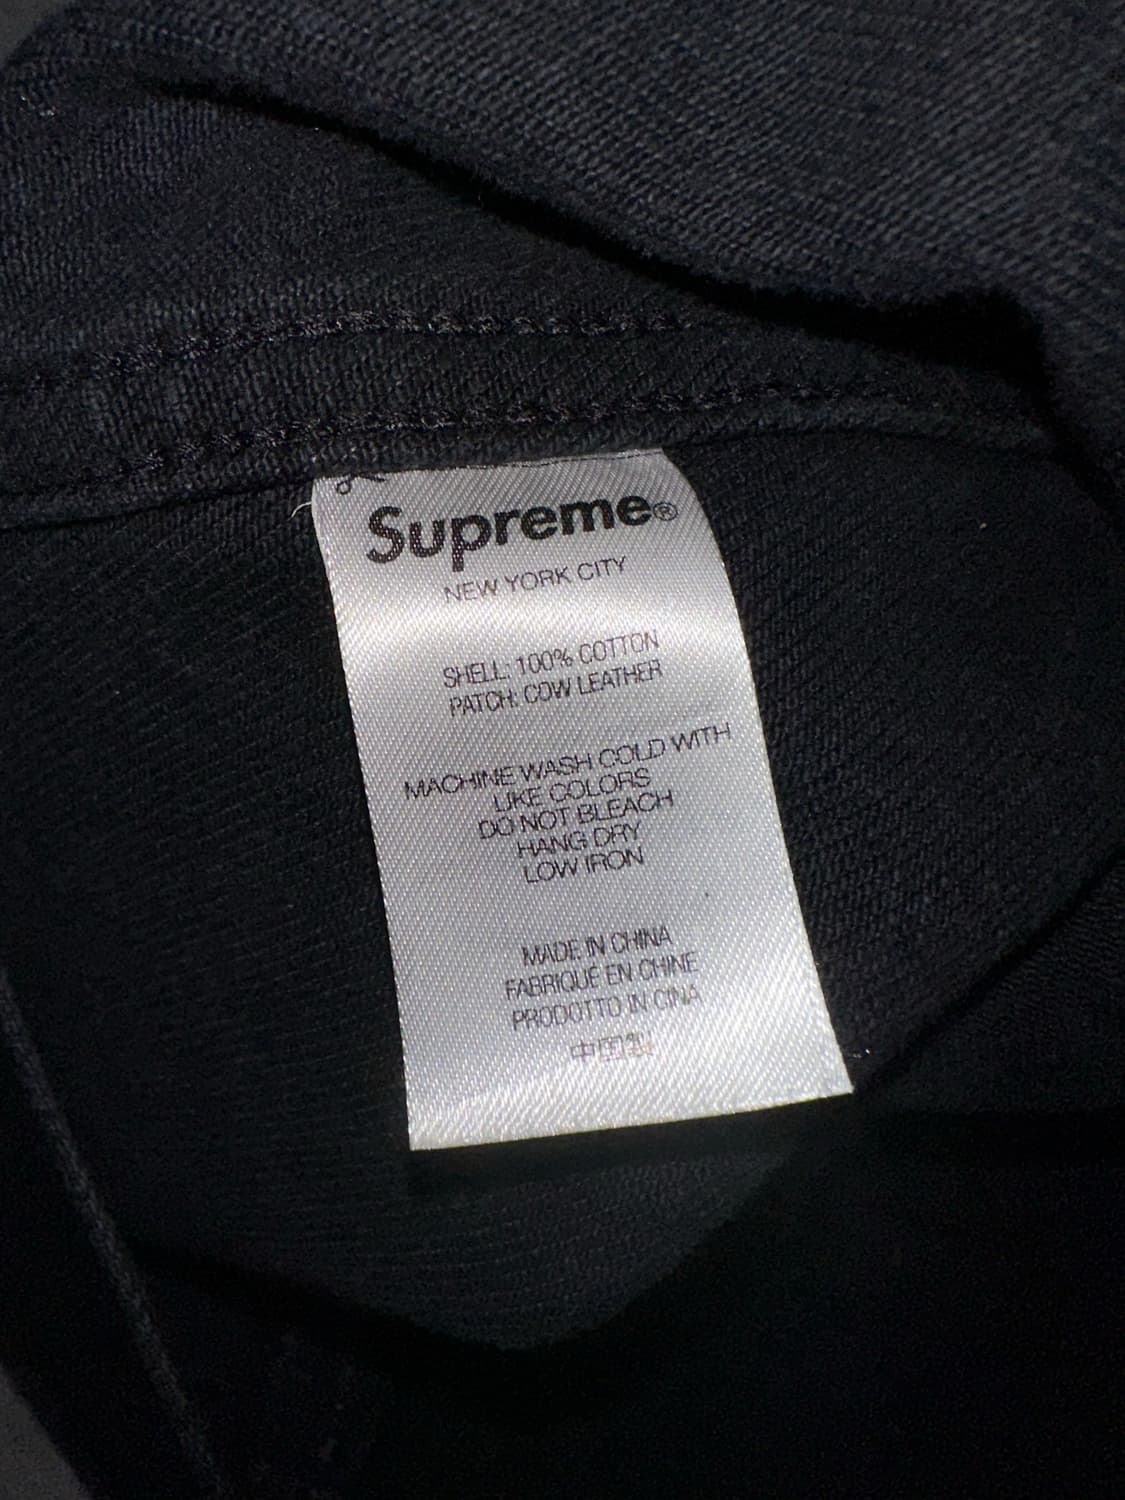 Supreme®
NEW YORK CITY
SHELL: 100% COTTON
PATCH: COW LEATHER
MACHINE WASH COLD WITH
LIKE COLORS
DO NOT BLEACH
HANG DRY
LOW IRON
MADE IN CHINA
FABRIQUÉ EN CHINE
PRODOTTO IN CINA
中国製